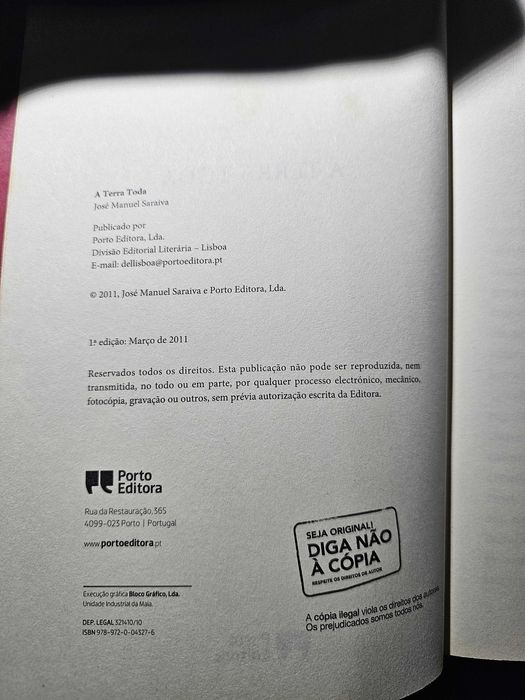 A Terra Toda
José Manuel Saraiva
Publicado por
Porto Editora, Lda.
Divisão Editorial Literária – Lisboa
E-mail: dellisboa@portoeditora.pt
© 2011, José Manuel Saraiva e Porto Editora, Lda.
1.ª edição: Março de 2011
Reservados todos os direitos. Esta publicação não pode ser reproduzida, nem
transmitida, no todo ou em parte, por qualquer processo electrónico, mecânico,
fotocópia, gravação ou outros, sem prévia autorização escrita da Editora.
Porto
Editora
Rua da Restauração, 365
4099-023 Porto | Portugal
www.portoeditora.pt
Execução gráfica Bloco Gráfico, Lda.
Unidade Industrial da Maia.
DEP. LEGAL 321410/10
ISBN 978-972-0-04327-6
SEJA ORIGINAL!
DIGA NÃO
À CÓPIA
RESPEITE OS DIREITOS DE AUTOR
A cópia ilegal viola os direitos dos autores.
Os prejudicados somos todos nós.